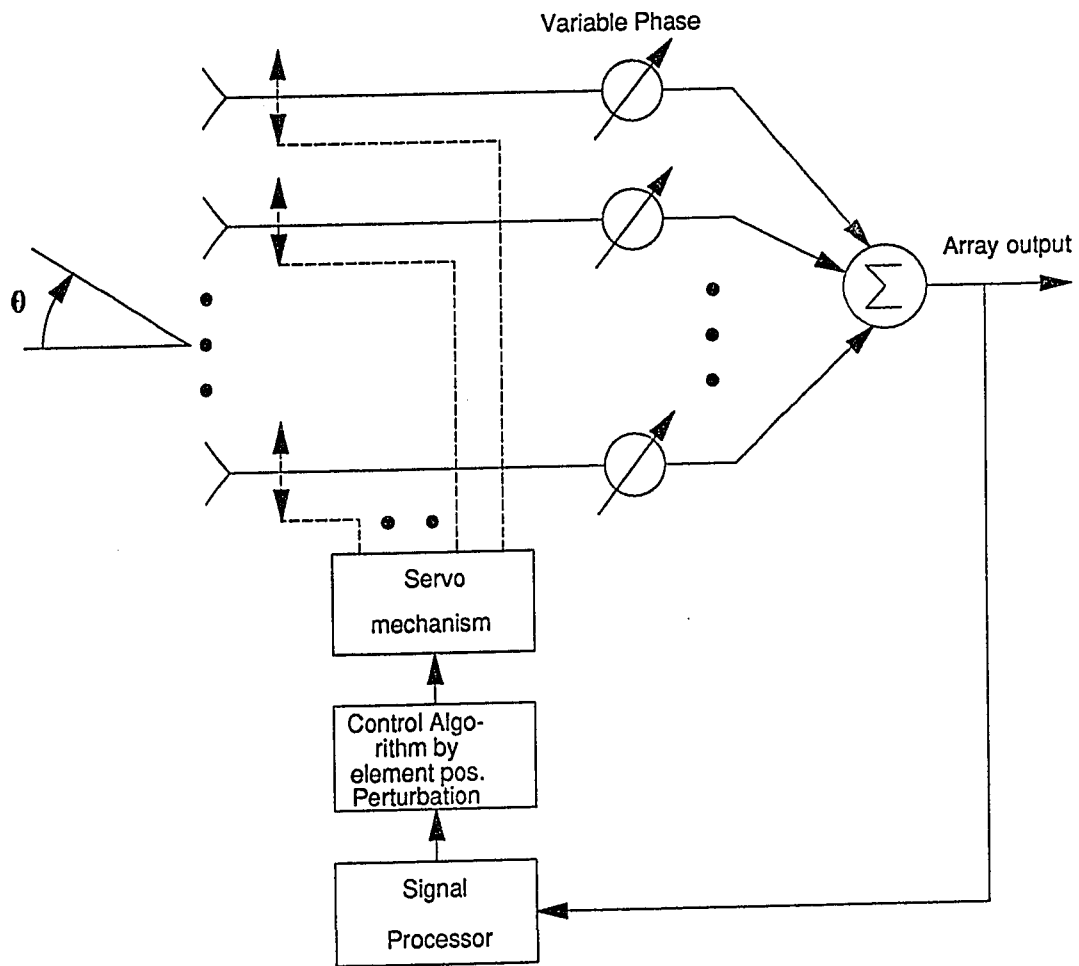 Variable Phase
Array output
θ
Σ
Servo
mechanism
Control Algo-
rithm by
element pos.
Perturbation
Signal
Processor